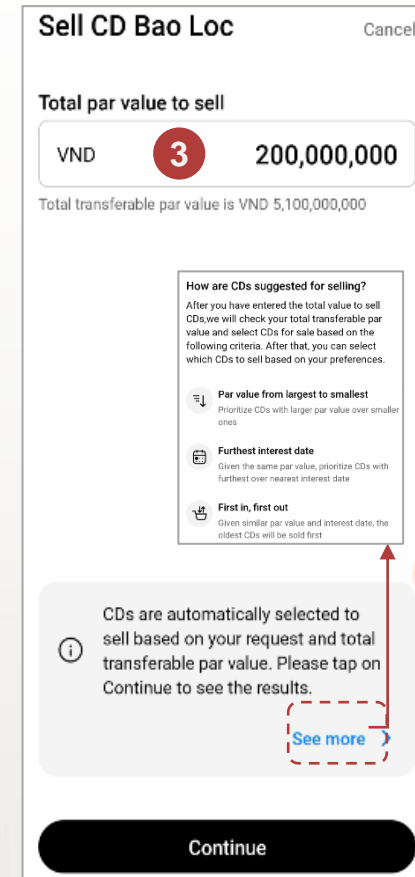 Sell CD Bao Loc
Cancel
Total par value to sell
VND
3
200,000,000
Total transferable par value is VND 5,100,000,000
How are CDs suggested for selling?
After you have entered the total value to sell
CDs,we will check your total transferable par
value and select CDs for sale based on the
following criteria. After that, you can select
which CDs to sell based on your preferences.
Par value from largest to smallest
Prioritize CDs with larger par value over smaller
ones
Furthest interest date
Given the same par value, prioritize CDs with
furthest over nearest interest date
First in, first out
Given similar par value and interest date, the
oldest CDs will be sold first
CDs are automatically selected to
sell based on your request and total
transferable par value. Please tap on
Continue to see the results.
See more
Continue